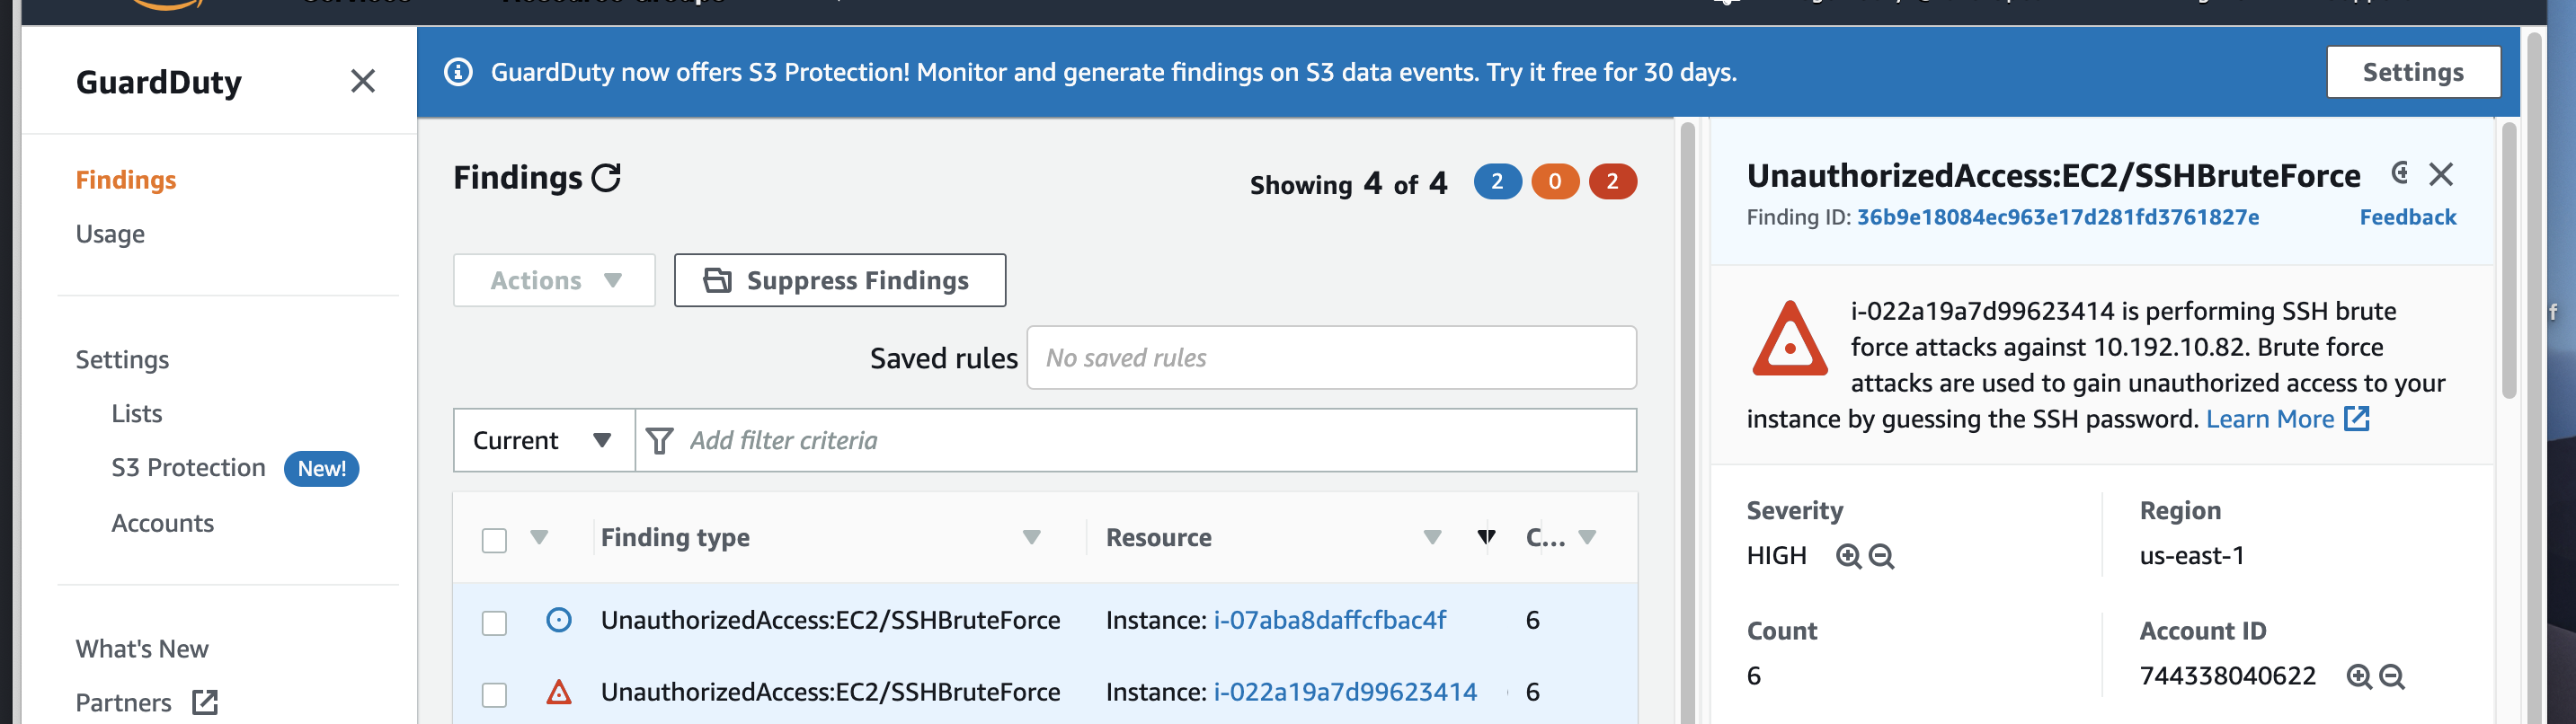 Services Resource Groups
GuardDuty
GuardDuty now offers S3 Protection! Monitor and generate findings on S3 data events. Try it free for 30 days.
Settings
Findings
Usage
Settings
Lists
S3 Protection New!
Accounts
What's New
Partners
Findings
Showing 4 of 4 2 0 2
Actions
Suppress Findings
Saved rules No saved rules
Current Add filter criteria
Finding type Resource C...
UnauthorizedAccess:EC2/SSHBruteForce Instance: i-07aba8daffcfbac4f 6
UnauthorizedAccess:EC2/SSHBruteForce Instance: i-022a19a7d99623414 6
UnauthorizedAccess:EC2/SSHBruteForce
Finding ID: 36b9e18084ec963e17d281fd3761827e Feedback
i-022a19a7d99623414 is performing SSH brute
force attacks against 10.192.10.82. Brute force
attacks are used to gain unauthorized access to your
instance by guessing the SSH password. Learn More
Severity
HIGH
Region
us-east-1
Count
6
Account ID
744338040622
f